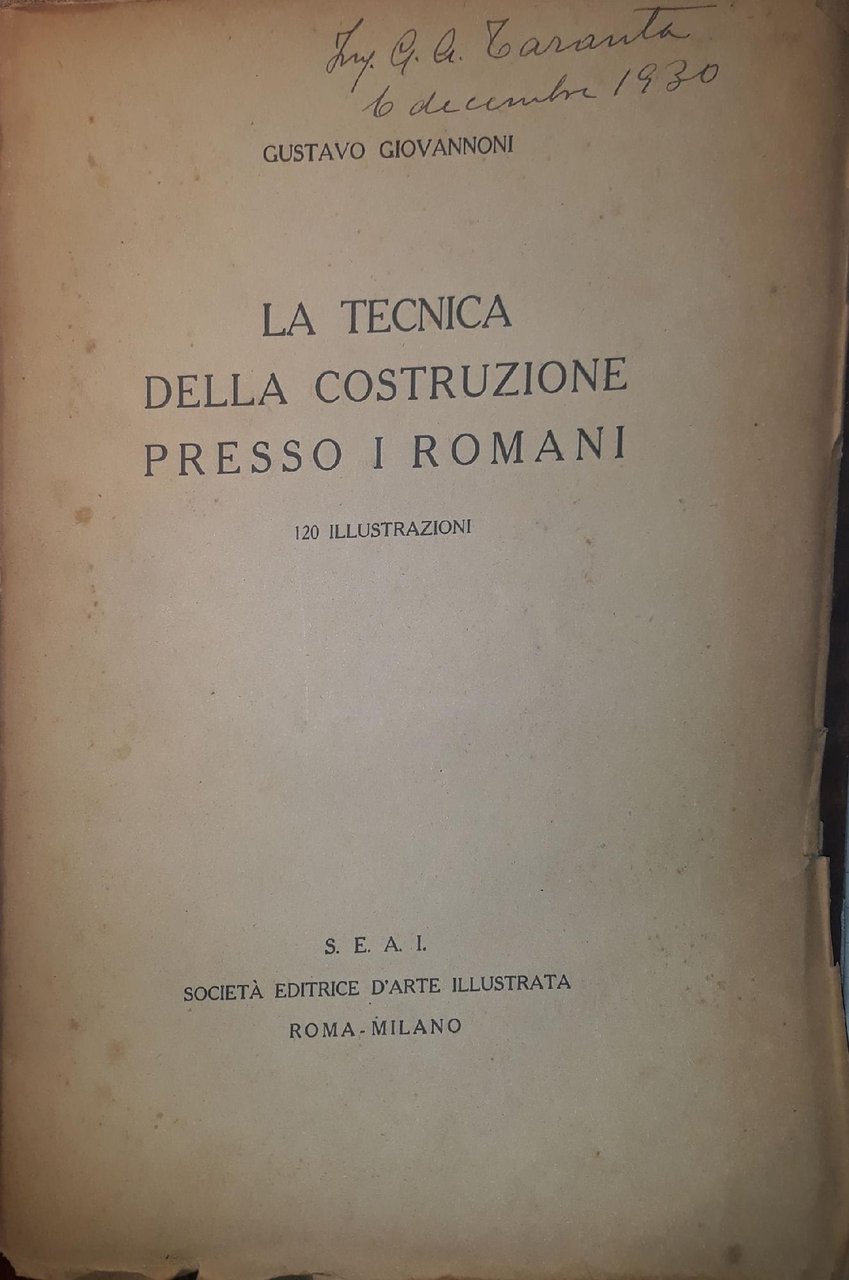 Ing. G. A. Taranta
6 decembre 1930
GUSTAVO GIOVANNONI
LA TECNICA
DELLA COSTRUZIONE
PRESSO I ROMANI
120 ILLUSTRAZIONI
S. E. A. I.
SOCIETÀ EDITRICE D'ARTE ILLUSTRATA
ROMA-MILANO